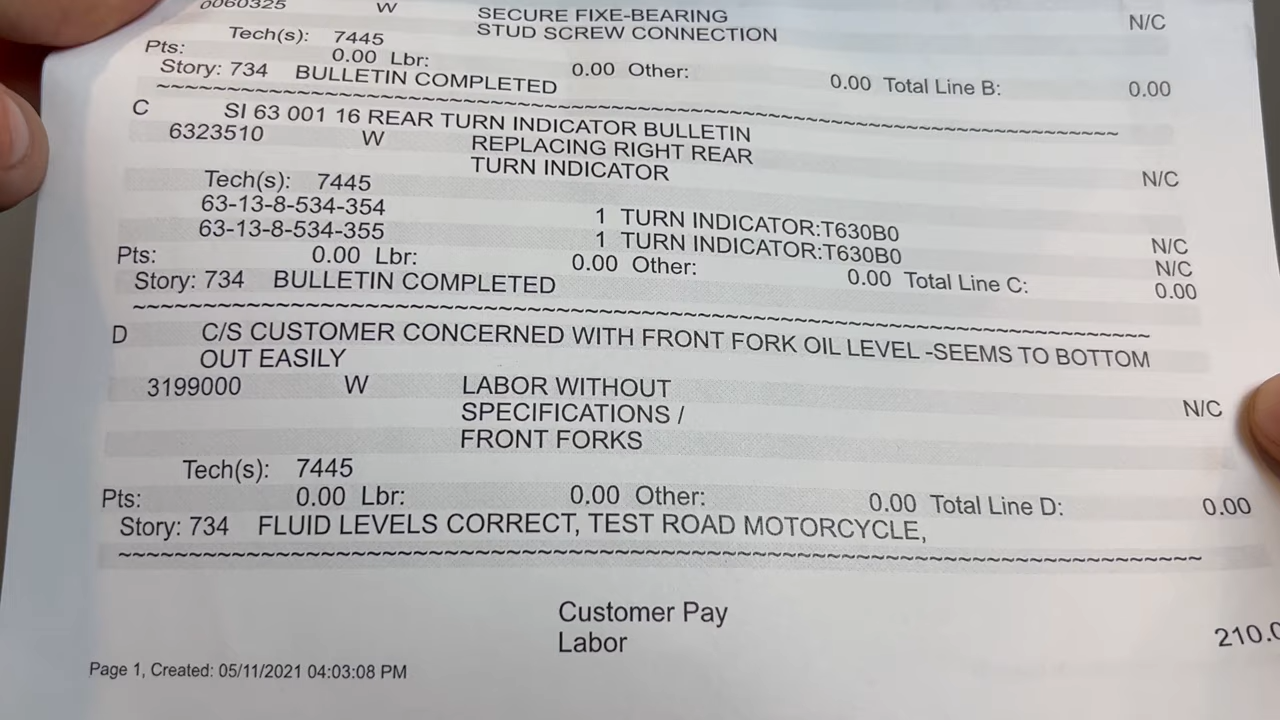 0060325 W SECURE FIXE-BEARING N/C
STUD SCREW CONNECTION
Tech(s): 7445
Pts: 0.00 Lbr: 0.00 Other: 0.00 Total Line B: 0.00
Story: 734 BULLETIN COMPLETED
~~~~~~~~~~~~~~~~~~~~~~~~~~~~~~~~~~~~~~~~~~~~~~~~~~~~~~~~~~~~~~~~~~~~~~~~~~~~~~~~
C SI 63 001 16 REAR TURN INDICATOR BULLETIN
6323510 W REPLACING RIGHT REAR N/C
TURN INDICATOR
Tech(s): 7445
63-13-8-534-354 1 TURN INDICATOR:T630B0 N/C
63-13-8-534-355 1 TURN INDICATOR:T630B0 N/C
Pts: 0.00 Lbr: 0.00 Other: 0.00 Total Line C: 0.00
Story: 734 BULLETIN COMPLETED
~~~~~~~~~~~~~~~~~~~~~~~~~~~~~~~~~~~~~~~~~~~~~~~~~~~~~~~~~~~~~~~~~~~~~~~~~~~~~~~~
D C/S CUSTOMER CONCERNED WITH FRONT FORK OIL LEVEL -SEEMS TO BOTTOM
OUT EASILY
3199000 W LABOR WITHOUT N/C
SPECIFICATIONS /
FRONT FORKS
Tech(s): 7445
Pts: 0.00 Lbr: 0.00 Other: 0.00 Total Line D: 0.00
Story: 734 FLUID LEVELS CORRECT, TEST ROAD MOTORCYCLE,
~~~~~~~~~~~~~~~~~~~~~~~~~~~~~~~~~~~~~~~~~~~~~~~~~~~~~~~~~~~~~~~~~~~~~~~~~~~~~~~~
Customer Pay
Labor 210.0
Page 1, Created: 05/11/2021 04:03:08 PM